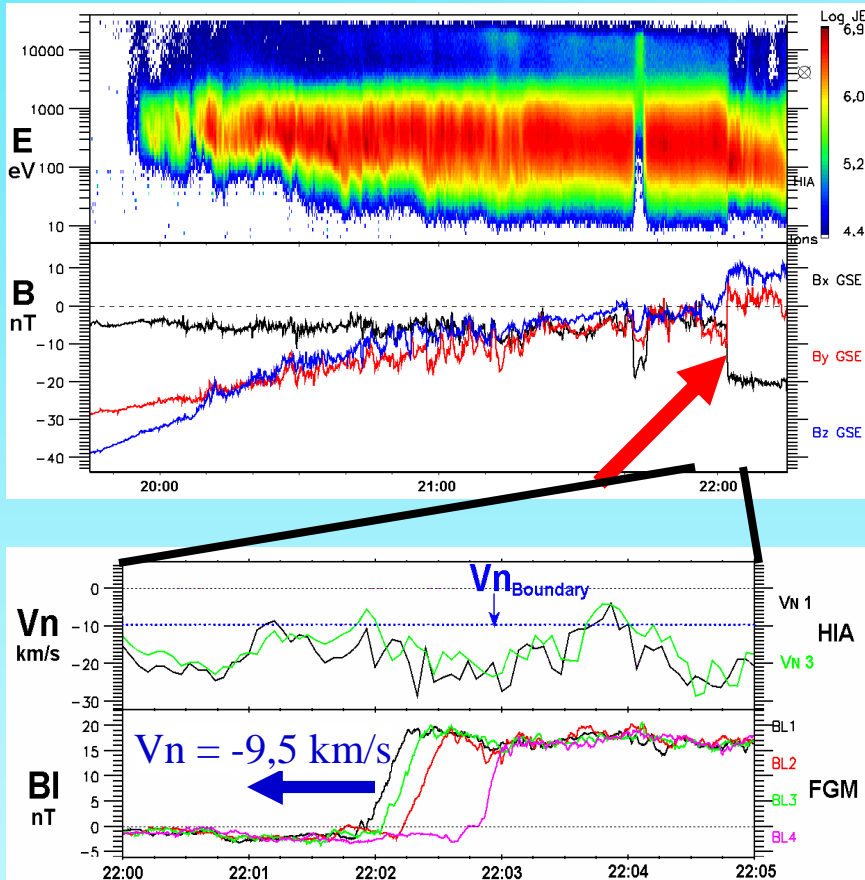 Log JE
6,9
10000
1000
6,0
E
eV
100
5,2
HIA
10
4.4
ions
10
Bx GSE
B
0
nT
-10
By GSE
-20
-30
Bz GSE
-40
20:00 21:00 22:00
Vn Boundary
0
VN 1
Vn
-10
HIA
km/s
-20
VN 3
-30
20
BL1
Vn = -9,5 km/s
15
BL2
10
Bl
FGM
5
BL3
nT
0
BL4
-5
22:00 22:01 22:02 22:03 22:04 22:05